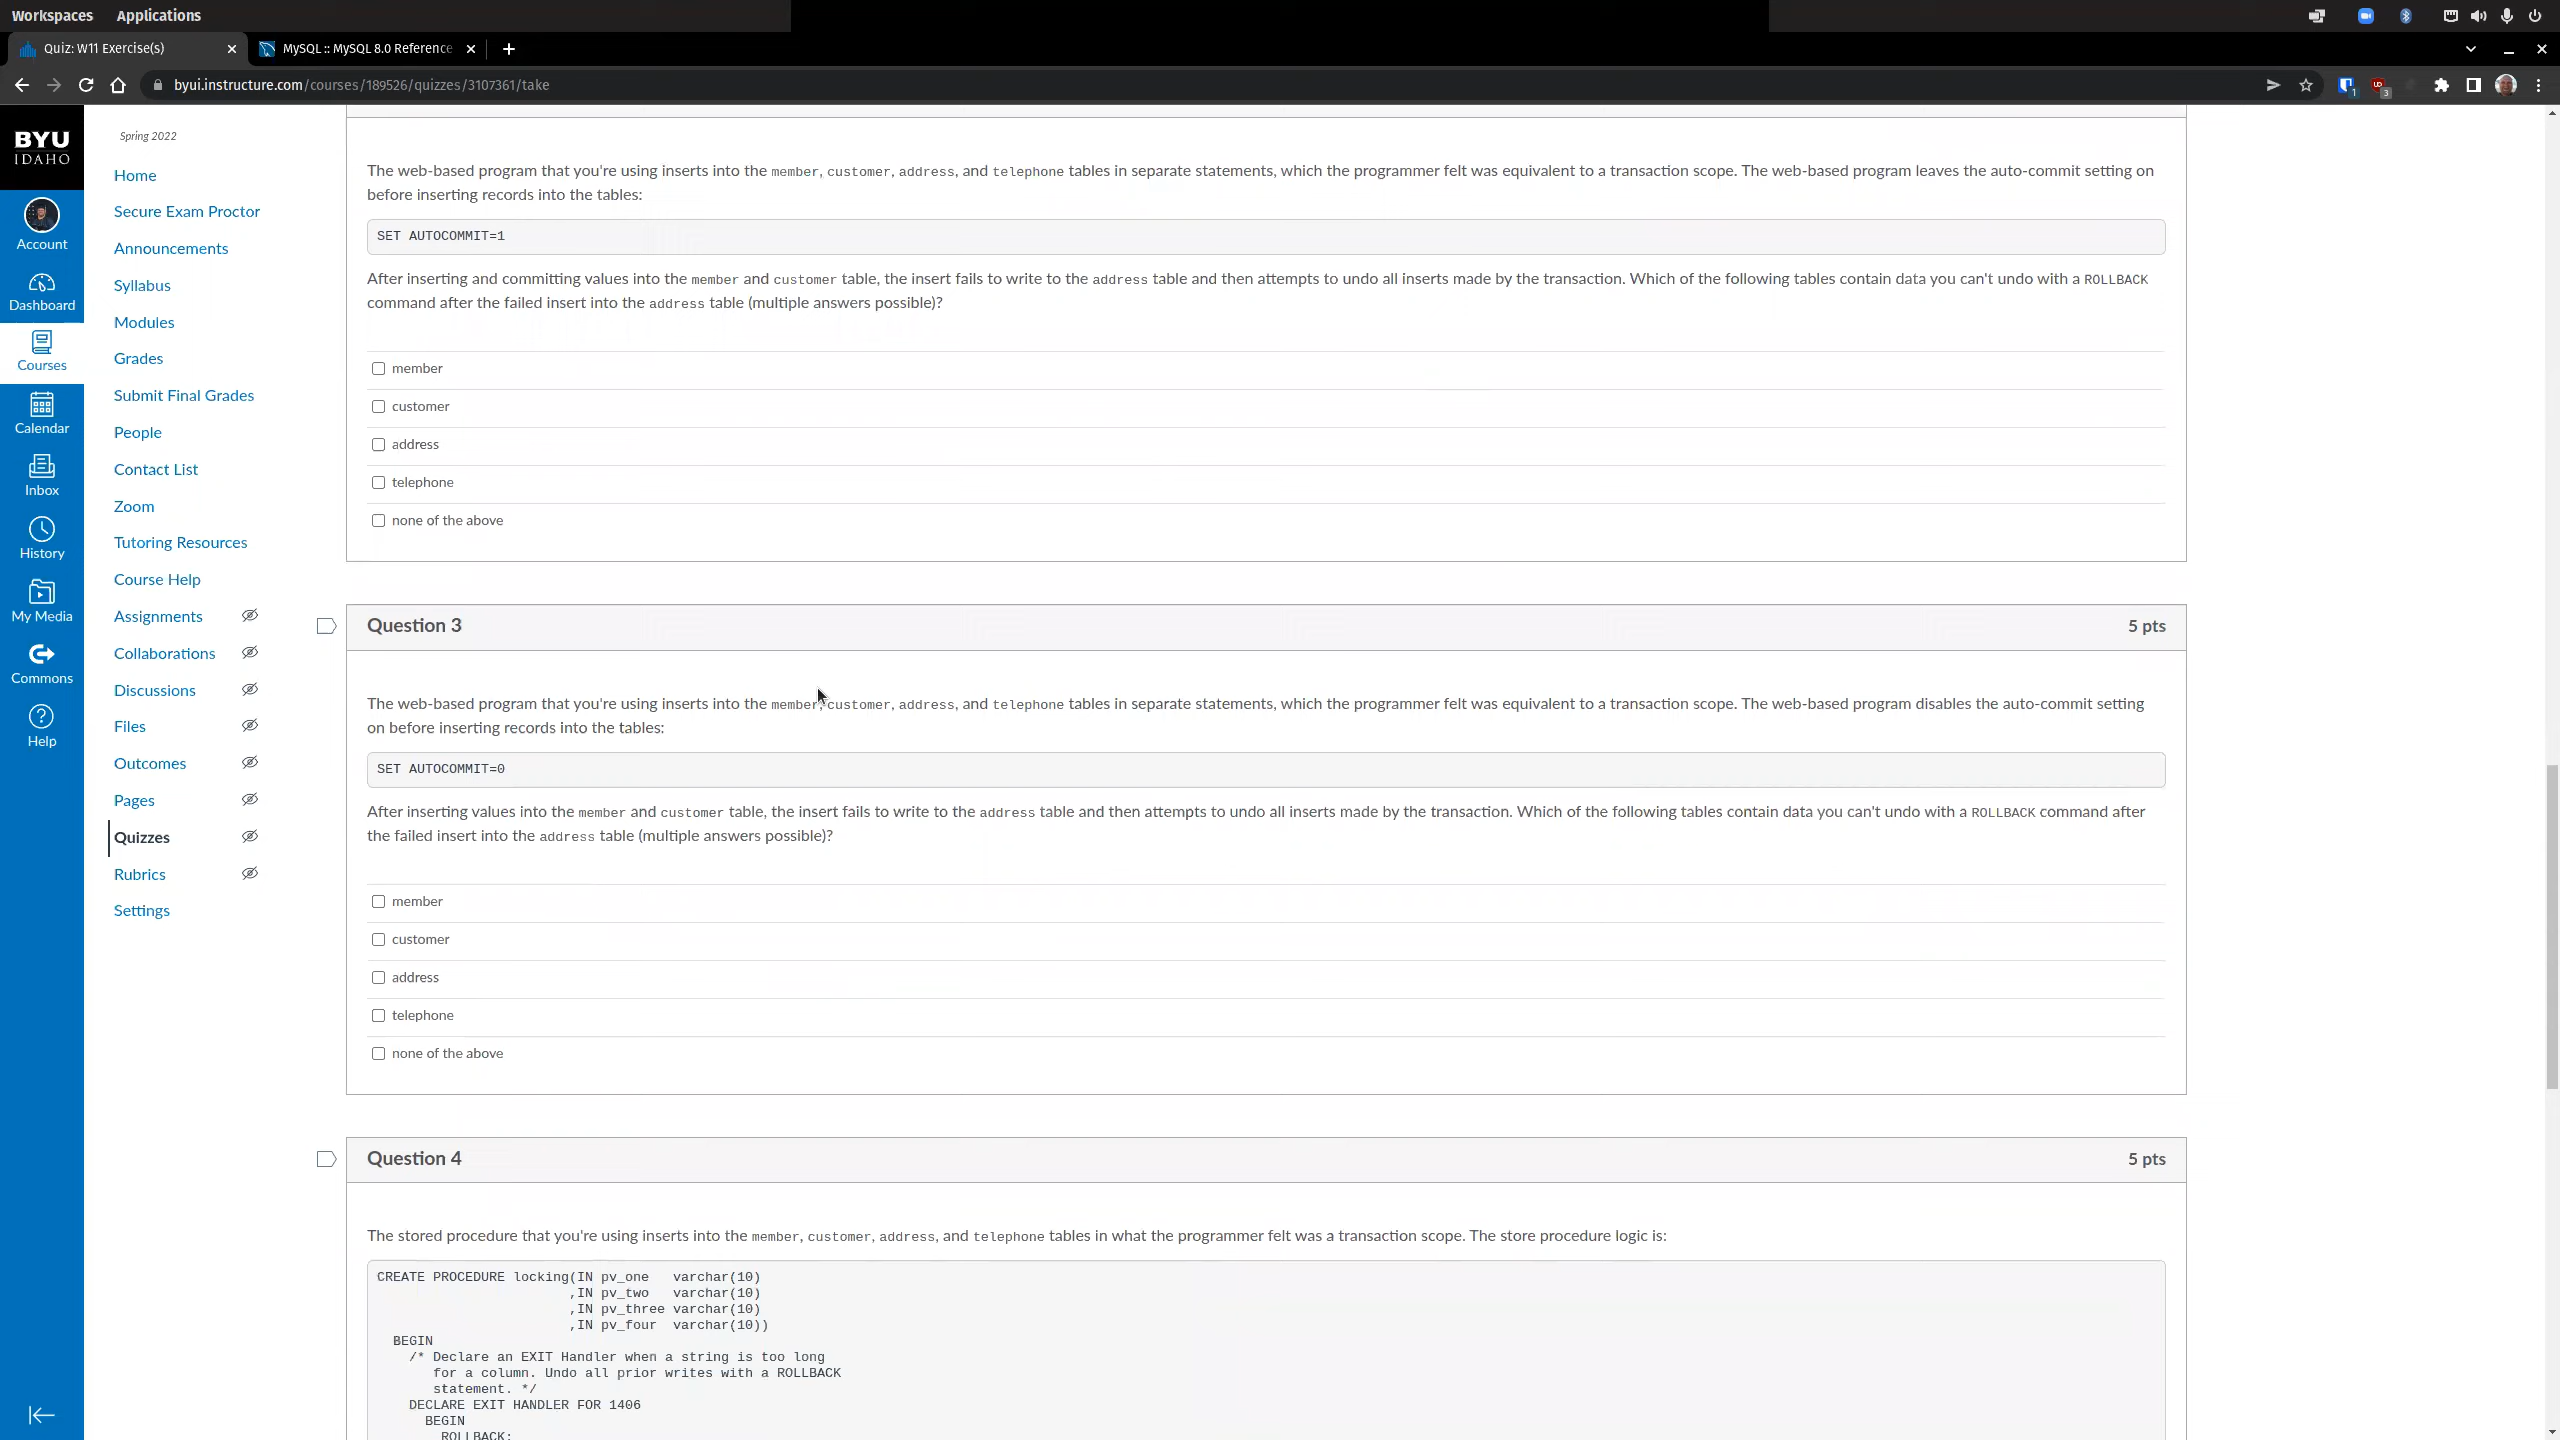 Workspaces Applications
Quiz: W11 Exercise(s)
MySQL :: MySQL 8.0 Reference
byui.instructure.com/courses/189526/quizzes/3107361/take
1
3
BYU
IDAHO
Account
Dashboard
Courses
Calendar
Inbox
History
My Media
Commons
Help
Spring 2022
Home
Secure Exam Proctor
Announcements
Syllabus
Modules
Grades
Submit Final Grades
People
Contact List
Zoom
Tutoring Resources
Course Help
Assignments
Collaborations
Discussions
Files
Outcomes
Pages
Quizzes
Rubrics
Settings
The web-based program that you're using inserts into the member, customer, address, and telephone tables in separate statements, which the programmer felt was equivalent to a transaction scope. The web-based program leaves the auto-commit setting on
before inserting records into the tables:
SET AUTOCOMMIT=1
After inserting and committing values into the member and customer table, the insert fails to write to the address table and then attempts to undo all inserts made by the transaction. Which of the following tables contain data you can't undo with a ROLLBACK
command after the failed insert into the address table (multiple answers possible)?
member
customer
address
telephone
none of the above
Question 3 5 pts
The web-based program that you're using inserts into the member, customer, address, and telephone tables in separate statements, which the programmer felt was equivalent to a transaction scope. The web-based program disables the auto-commit setting
on before inserting records into the tables:
SET AUTOCOMMIT=0
After inserting values into the member and customer table, the insert fails to write to the address table and then attempts to undo all inserts made by the transaction. Which of the following tables contain data you can't undo with a ROLLBACK command after
the failed insert into the address table (multiple answers possible)?
member
customer
address
telephone
none of the above
Question 4 5 pts
The stored procedure that you're using inserts into the member, customer, address, and telephone tables in what the programmer felt was a transaction scope. The store procedure logic is:
CREATE PROCEDURE locking(IN pv_one varchar(10)
,IN pv_two varchar(10)
,IN pv_three varchar(10)
,IN pv_four varchar(10))
BEGIN
/* Declare an EXIT Handler when a string is too long
for a column. Undo all prior writes with a ROLLBACK
statement. */
DECLARE EXIT HANDLER FOR 1406
BEGIN
ROLLBACK;